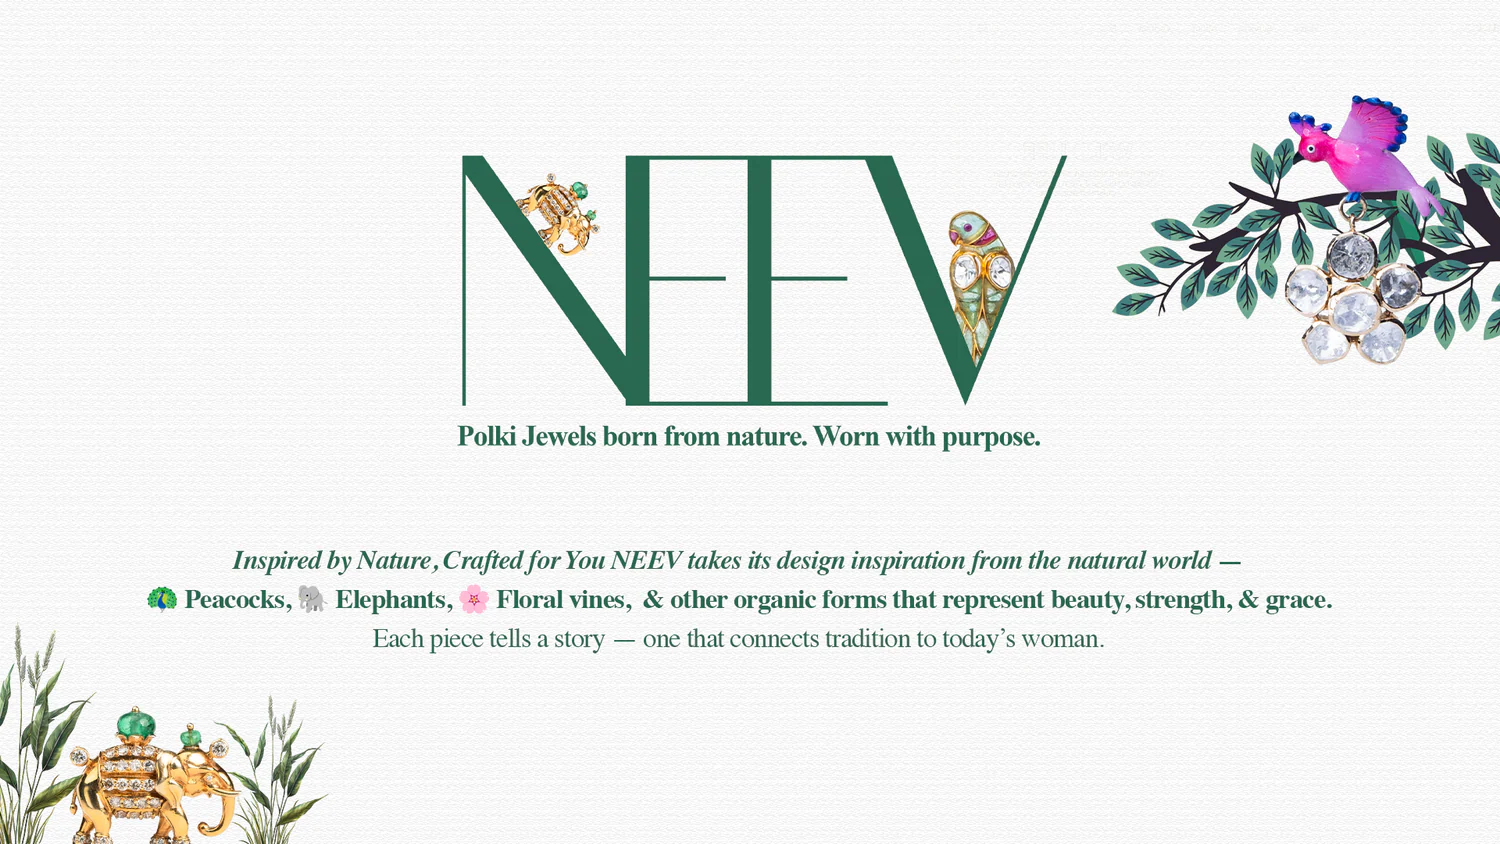 NEEV
Polki Jewels born from nature. Worn with purpose.
Inspired by Nature, Crafted for You NEEV takes its design inspiration from the natural world —
🦚 Peacocks, 🐘 Elephants, 🌸 Floral vines, & other organic forms that represent beauty, strength, & grace.
Each piece tells a story — one that connects tradition to today’s woman.